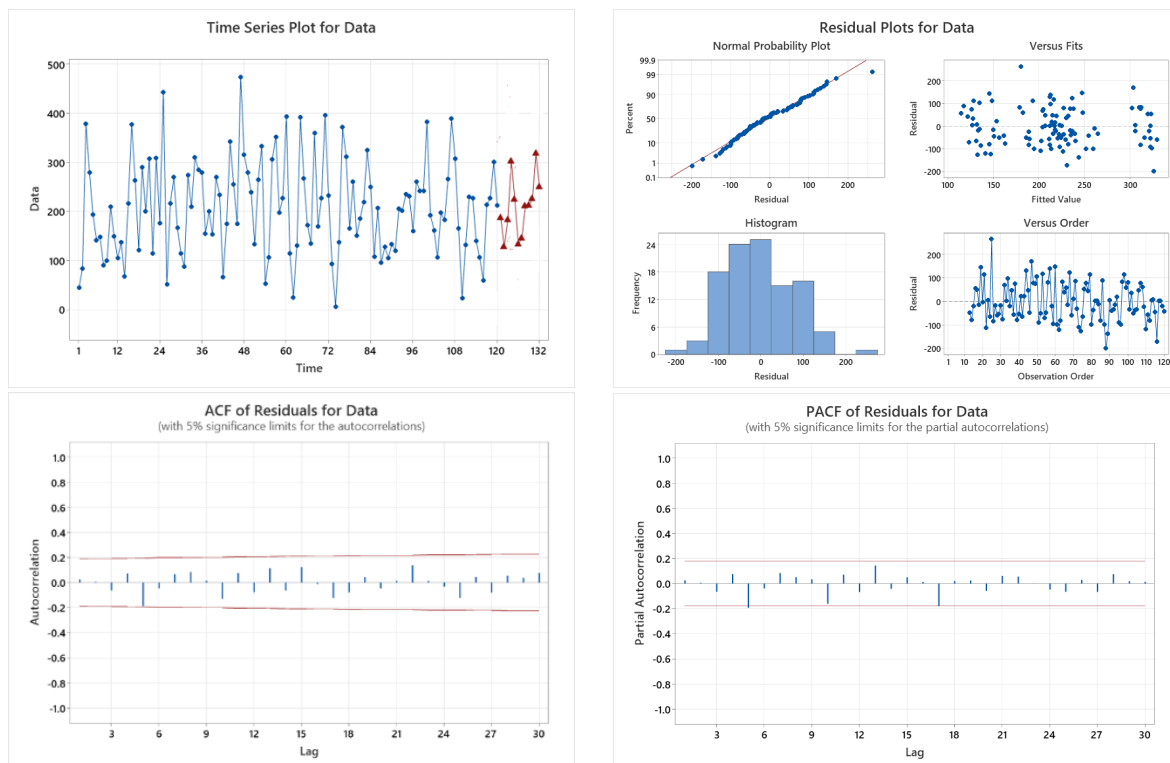 Time Series Plot for Data
Data
500
400
300
200
100
0
1 12 24 36 48 60 72 84 96 108 120 132
Time
Residual Plots for Data
Normal Probability Plot
Percent
99.9
99
90
50
10
1
0.1
-200 -100 0 100 200
Residual
Versus Fits
Residual
200
100
0
-100
-200
100 150 200 250 300
Fitted Value
Histogram
Frequency
24
18
12
6
0
-200 -100 0 100 200
Residual
Versus Order
Residual
200
100
0
-100
-200
1 10 20 30 40 50 60 70 80 90 100 110 120
Observation Order
ACF of Residuals for Data
(with 5% significance limits for the autocorrelations)
Autocorrelation
1.0
0.8
0.6
0.4
0.2
0.0
-0.2
-0.4
-0.6
-0.8
-1.0
3 6 9 12 15 18 21 24 27 30
Lag
PACF of Residuals for Data
(with 5% significance limits for the partial autocorrelations)
Partial Autocorrelation
1.0
0.8
0.6
0.4
0.2
0.0
-0.2
-0.4
-0.6
-0.8
-1.0
3 6 9 12 15 18 21 24 27 30
Lag